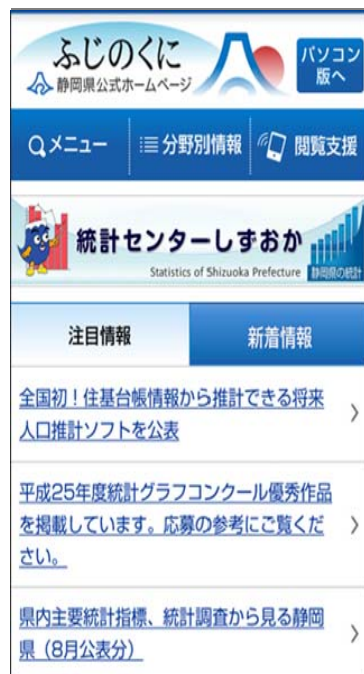 ふじのくに
静岡県公式ホームページ
パソコン
版へ
メニュー
分野別情報
閲覧支援
統計センターしずおか
Statistics of Shizuoka Prefecture
静岡県の統計
注目情報
新着情報
全国初！住基台帳情報から推計できる将来
人口推計ソフトを公表
平成25年度統計グラフコンクール優秀作品
を掲載しています。応募の参考にご覧くだ
さい。
県内主要統計指標、統計調査から見る静岡
県（8月公表分）